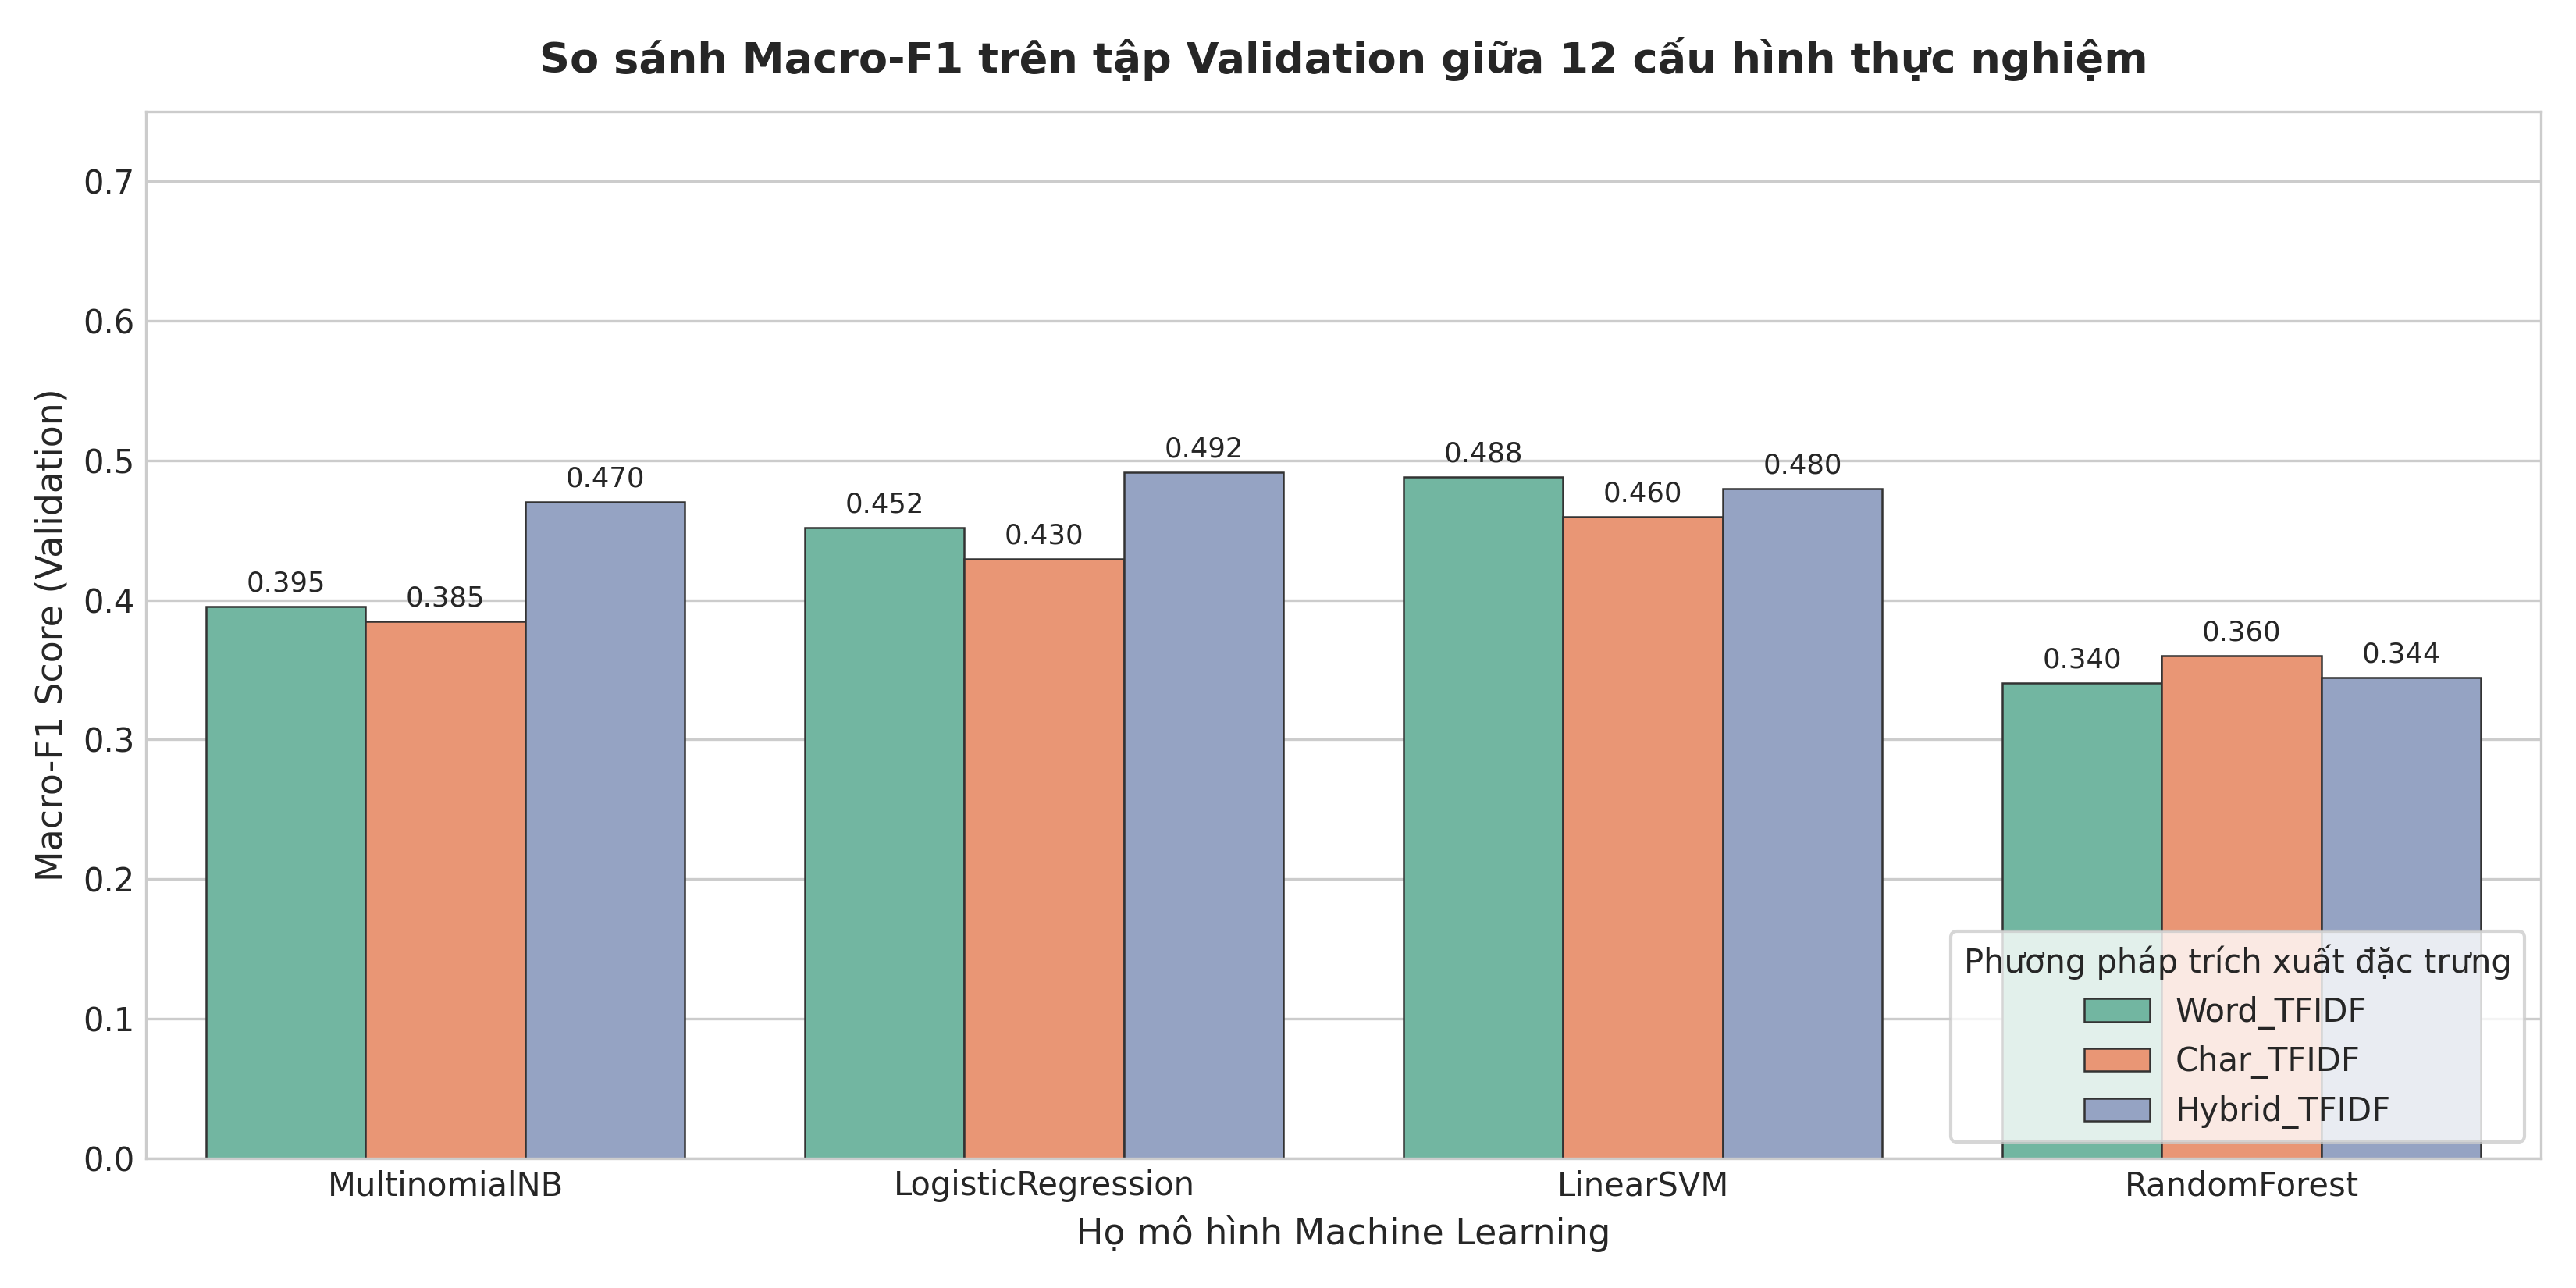 So sánh Macro-F1 trên tập Validation giữa 12 cấu hình thực nghiệm
Macro-F1 Score (Validation)
0.7
0.6
0.5
0.4
0.3
0.2
0.1
0.0
0.395
0.385
0.470
0.452
0.430
0.492
0.488
0.460
0.480
0.340
0.360
0.344
Phương pháp trích xuất đặc trưng
Word_TFIDF
Char_TFIDF
Hybrid_TFIDF
MultinomialNB
LogisticRegression
LinearSVM
RandomForest
Họ mô hình Machine Learning